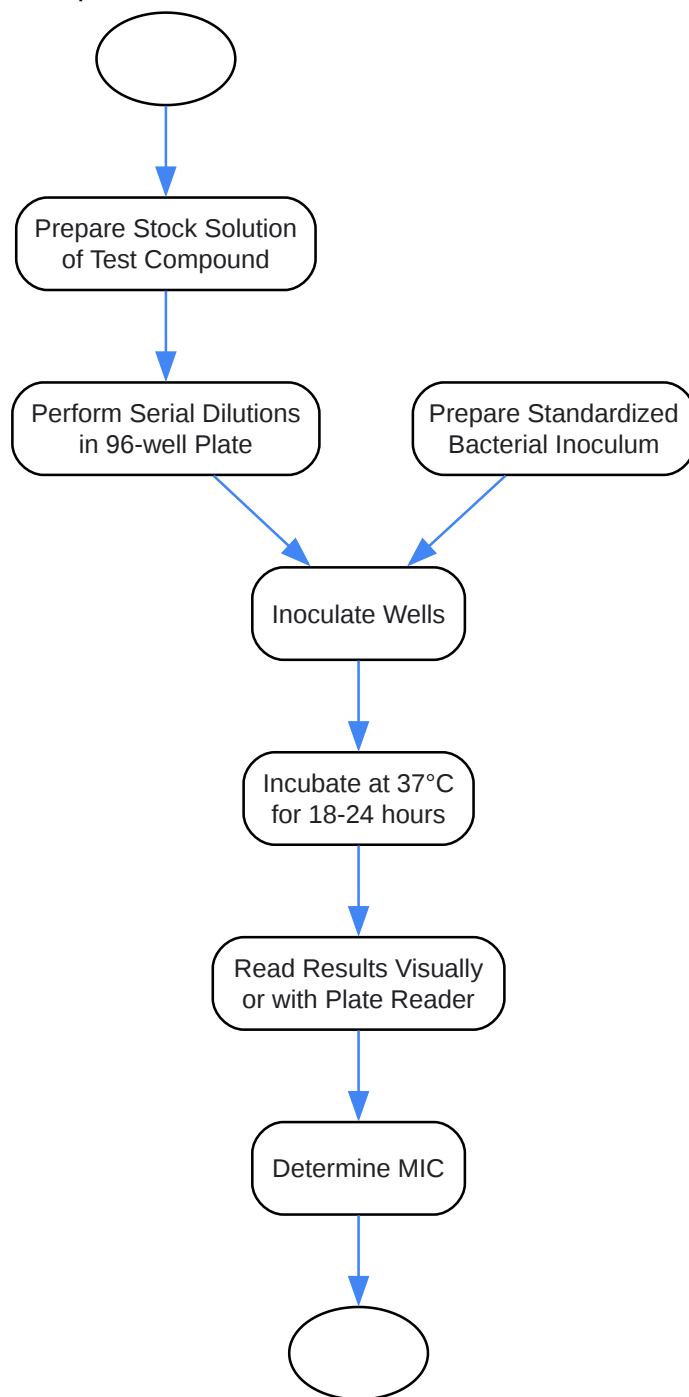 Prepare Stock Solution
of Test Compound
Perform Serial Dilutions
in 96-well Plate
Prepare Standardized
Bacterial Inoculum
Inoculate Wells
Incubate at 37°C
for 18-24 hours
Read Results Visually
or with Plate Reader
Determine MIC